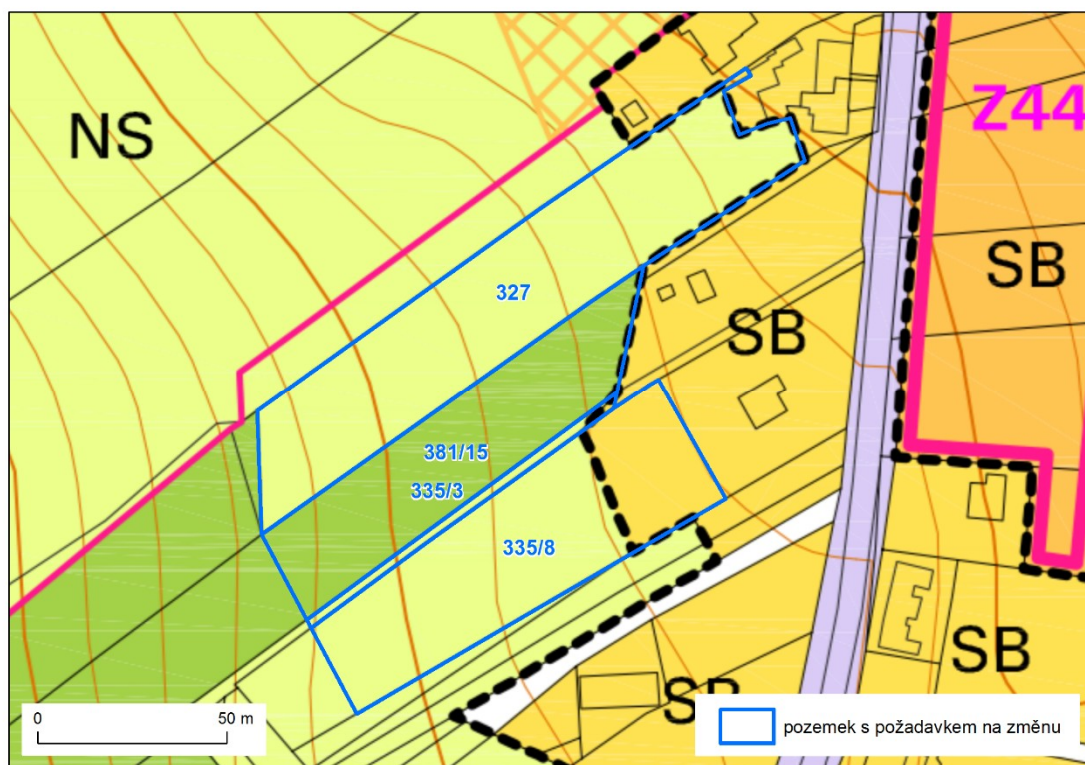 NS
Z44
SB
327
SB
381/15
335/3
335/8
SB
SB
0 50 m
pozemek s požadavkem na změnu